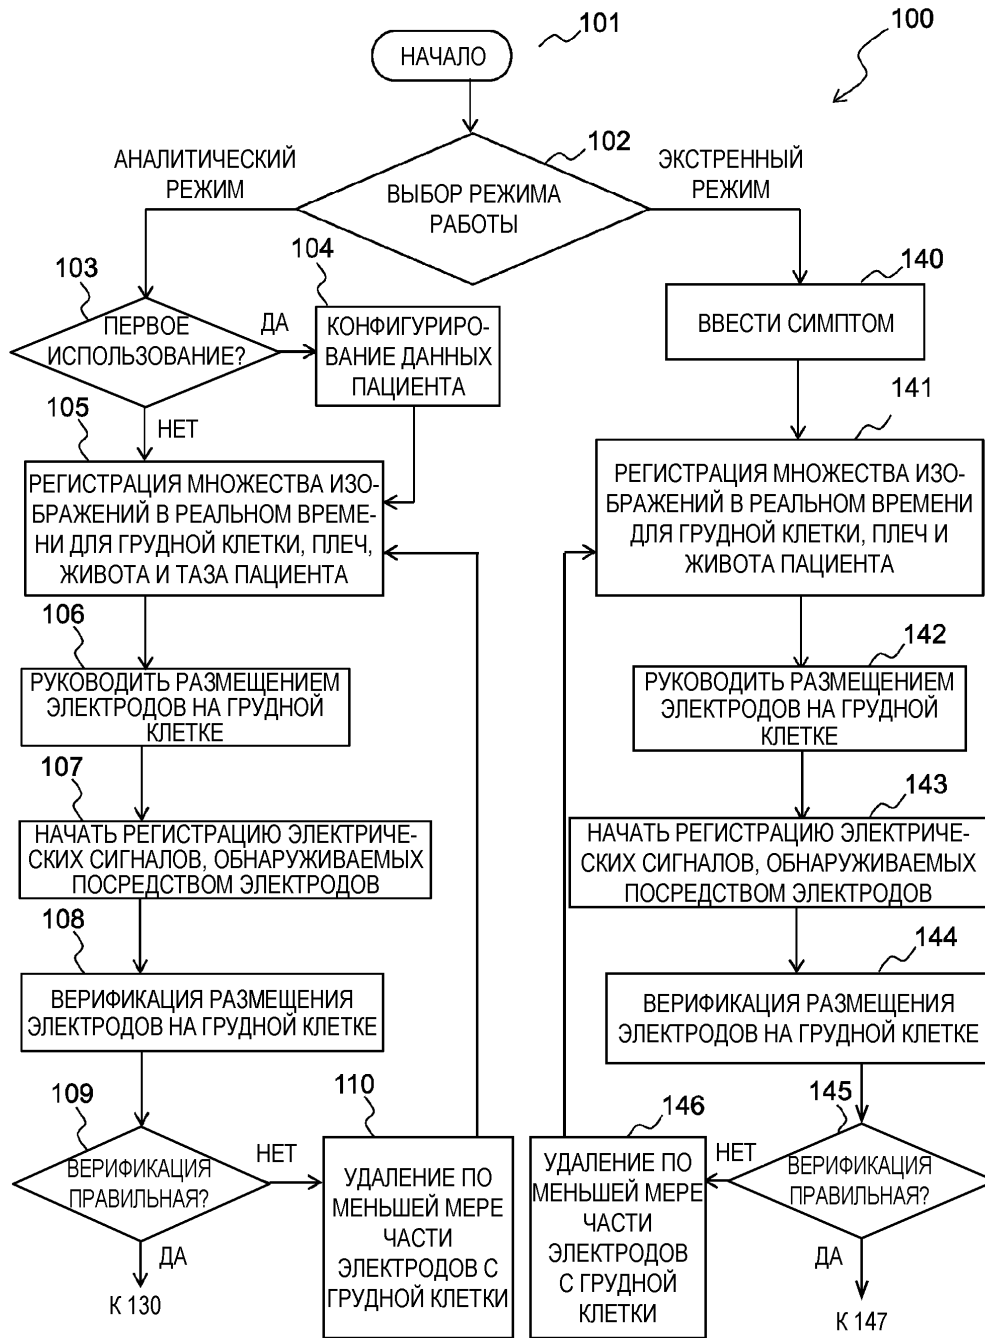 101
100
НАЧАЛО
102
АНАЛИТИЧЕСКИЙ
РЕЖИМ
ЭКСТРЕННЫЙ
РЕЖИМ
ВЫБОР РЕЖИМА
РАБОТЫ
103
ПЕРВОЕ
ИСПОЛЬЗОВАНИЕ?
ДА
НЕТ
104
КОНФИГУРИРО-
ВАНИЕ ДАННЫХ
ПАЦИЕНТА
105
РЕГИСТРАЦИЯ МНОЖЕСТВА ИЗО-
БРАЖЕНИЙ В РЕАЛЬНОМ ВРЕМЕ-
НИ ДЛЯ ГРУДНОЙ КЛЕТКИ, ПЛЕЧ,
ЖИВОТА И ТАЗА ПАЦИЕНТА
106
РУКОВОДИТЬ РАЗМЕЩЕНИЕМ
ЭЛЕКТРОДОВ НА ГРУДНОЙ
КЛЕТКЕ
107
НАЧАТЬ РЕГИСТРАЦИЮ ЭЛЕКТРИЧЕ-
СКИХ СИГНАЛОВ, ОБНАРУЖИВАЕМЫХ
ПОСРЕДСТВОМ ЭЛЕКТРОДОВ
108
ВЕРИФИКАЦИЯ РАЗМЕЩЕНИЯ
ЭЛЕКТРОДОВ НА ГРУДНОЙ КЛЕТКЕ
109
ВЕРИФИКАЦИЯ
ПРАВИЛЬНАЯ?
НЕТ
ДА
К 130
110
УДАЛЕНИЕ ПО
МЕНЬШЕЙ МЕРЕ
ЧАСТИ
ЭЛЕКТРОДОВ С
ГРУДНОЙ КЛЕТКИ
140
ВВЕСТИ СИМПТОМ
141
РЕГИСТРАЦИЯ МНОЖЕСТВА ИЗО-
БРАЖЕНИЙ В РЕАЛЬНОМ ВРЕМЕНИ
ДЛЯ ГРУДНОЙ КЛЕТКИ, ПЛЕЧ И
ЖИВОТА ПАЦИЕНТА
142
РУКОВОДИТЬ РАЗМЕЩЕНИЕМ
ЭЛЕКТРОДОВ НА ГРУДНОЙ
КЛЕТКЕ
143
НАЧАТЬ РЕГИСТРАЦИЮ ЭЛЕКТРИЧЕ-
СКИХ СИГНАЛОВ, ОБНАРУЖИВАЕМЫХ
ПОСРЕДСТВОМ ЭЛЕКТРОДОВ
144
ВЕРИФИКАЦИЯ РАЗМЕЩЕНИЯ
ЭЛЕКТРОДОВ НА ГРУДНОЙ КЛЕТКЕ
145
ВЕРИФИКАЦИЯ
ПРАВИЛЬНАЯ?
НЕТ
ДА
К 147
146
УДАЛЕНИЕ ПО
МЕНЬШЕЙ МЕРЕ
ЧАСТИ
ЭЛЕКТРОДОВ
С ГРУДНОЙ
КЛЕТКИ